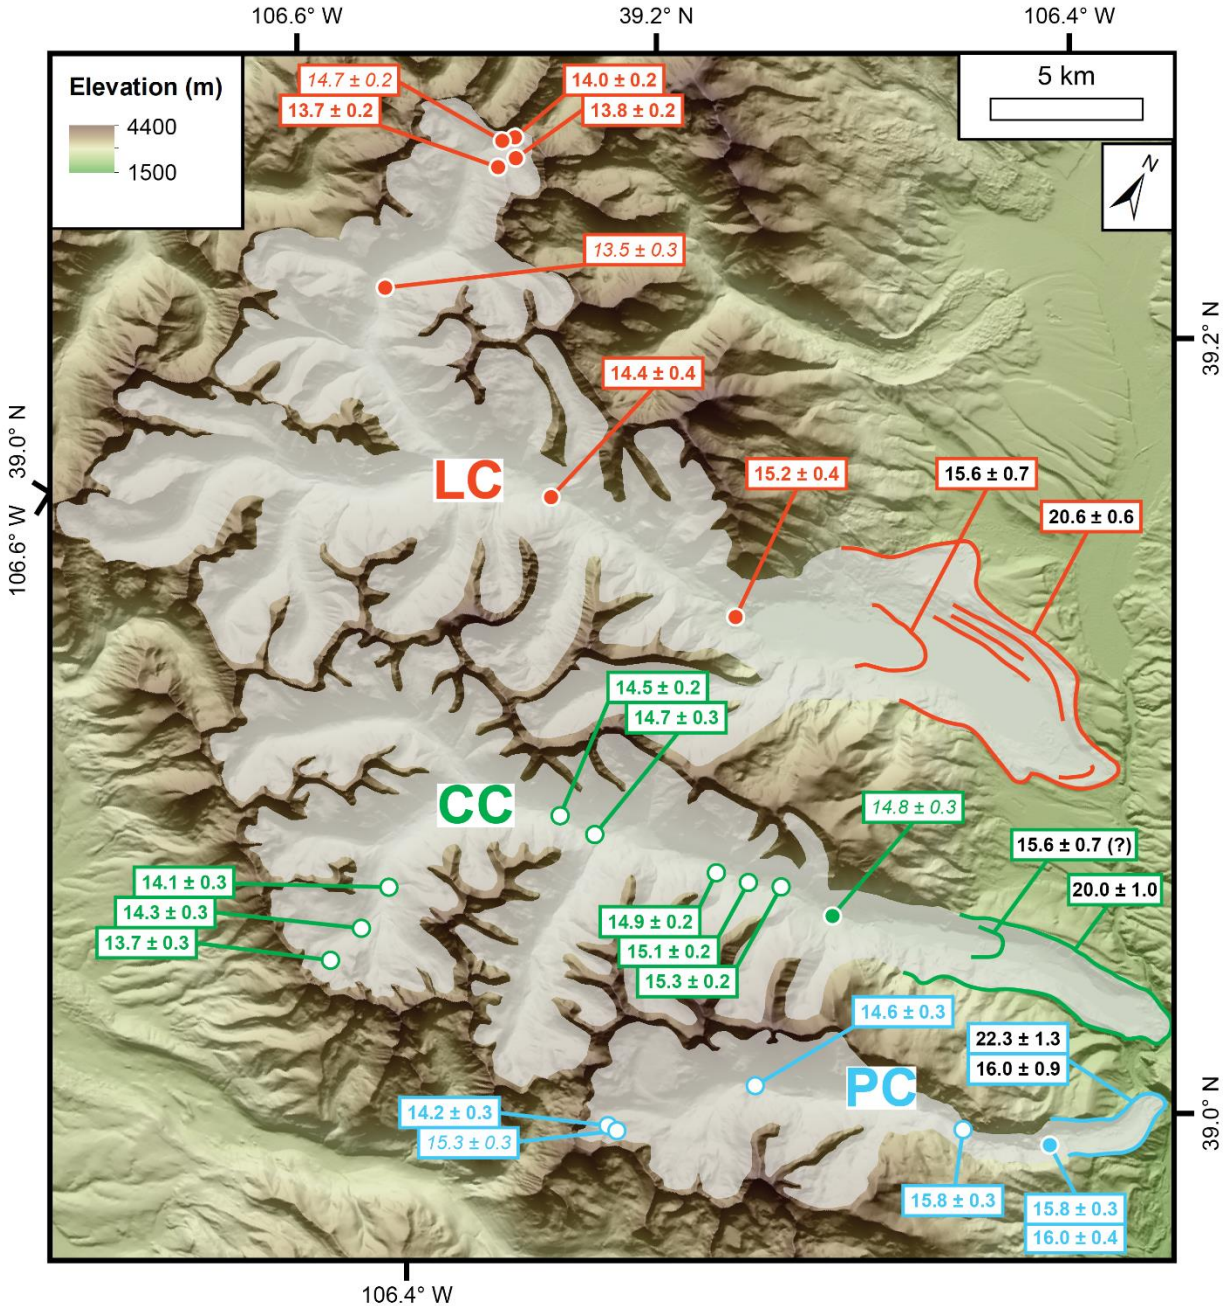 106.6° W
39.2° N
106.4° W
Elevation (m)
4400
1500
14.7 ± 0.2
13.7 ± 0.2
14.0 ± 0.2
13.8 ± 0.2
5 km
N
13.5 ± 0.3
39.2° N
14.4 ± 0.4
39.0° N
106.6° W
LC
15.2 ± 0.4
15.6 ± 0.7
20.6 ± 0.6
14.5 ± 0.2
14.7 ± 0.3
CC
14.8 ± 0.3
15.6 ± 0.7 (?)
20.0 ± 1.0
14.1 ± 0.3
14.3 ± 0.3
13.7 ± 0.3
14.9 ± 0.2
15.1 ± 0.2
15.3 ± 0.2
14.6 ± 0.3
22.3 ± 1.3
16.0 ± 0.9
PC
14.2 ± 0.3
15.3 ± 0.3
39.0° N
15.8 ± 0.3
15.8 ± 0.3
16.0 ± 0.4
106.4° W